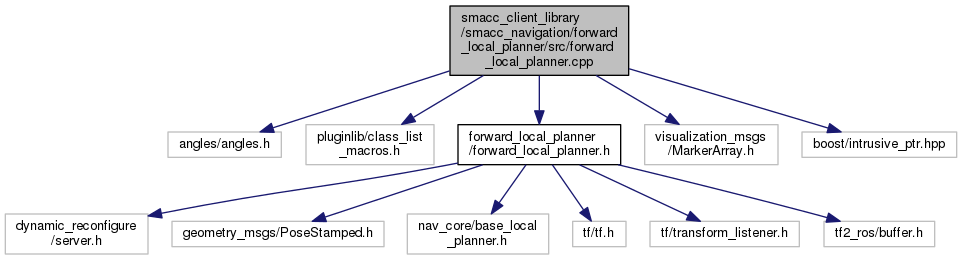 smacc_client_library
/smacc_navigation/forward
_local_planner/src/forward
_local_planner.cpp
angles/angles.h
pluginlib/class_list
_macros.h
forward_local_planner
/forward_local_planner.h
visualization_msgs
/MarkerArray.h
boost/intrusive_ptr.hpp
dynamic_reconfigure
/server.h
geometry_msgs/PoseStamped.h
nav_core/base_local
_planner.h
tf/tf.h
tf/transform_listener.h
tf2_ros/buffer.h